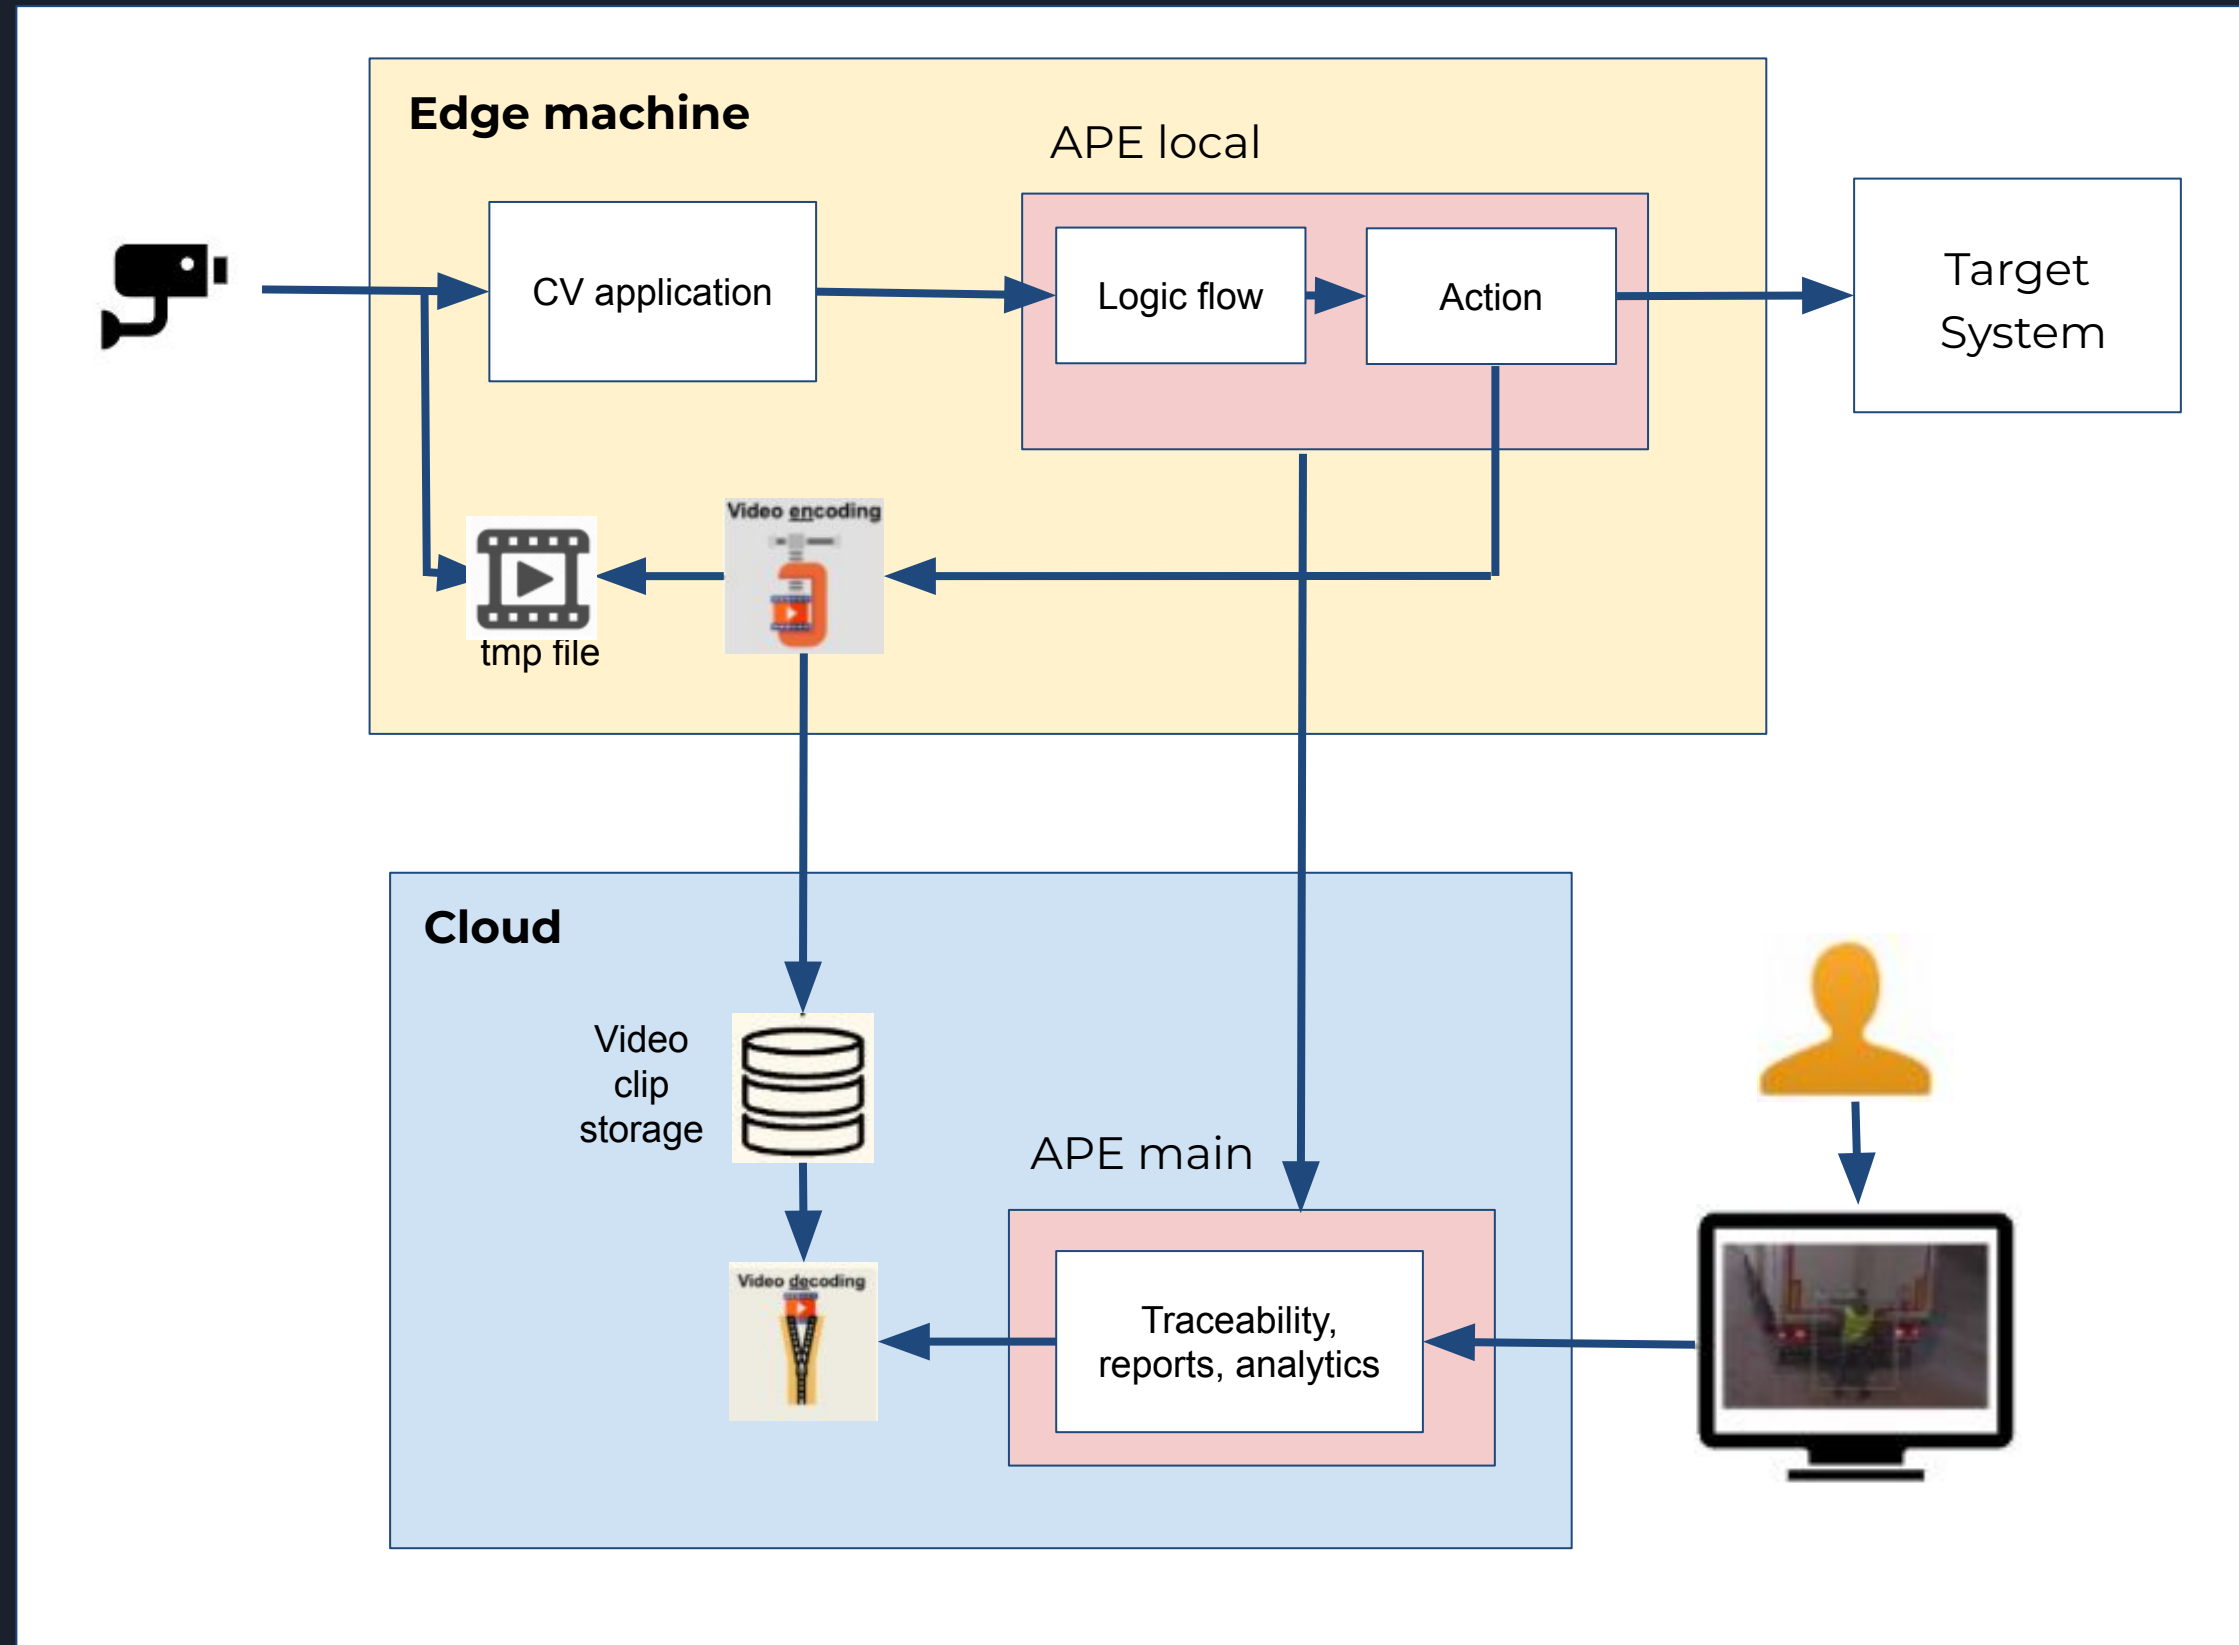 Edge machine
APE local
CV application
Logic flow
Action
Target
System
Video encoding
tmp file
Cloud
Video
clip
storage
APE main
Video decoding
Traceability,
reports, analytics